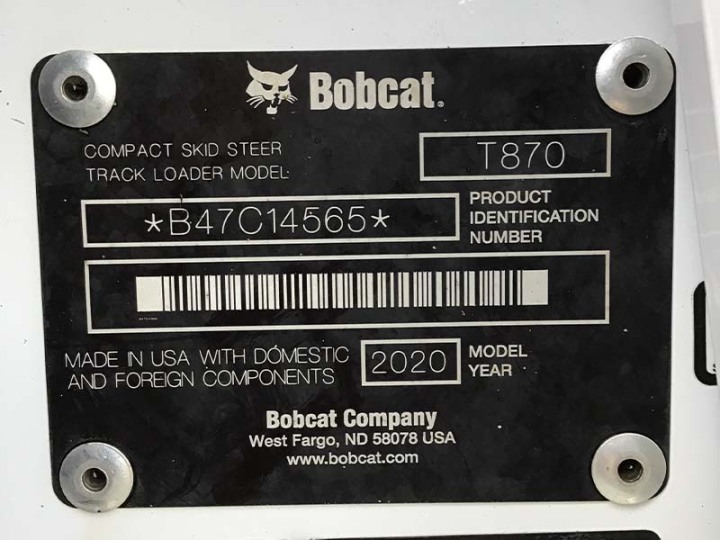 Bobcat.
COMPACT SKID STEER
TRACK LOADER MODEL:
T870
*B47C14565*
PRODUCT
IDENTIFICATION
NUMBER
MADE IN USA WITH DOMESTIC
AND FOREIGN COMPONENTS
2020
MODEL
YEAR
Bobcat Company
West Fargo, ND 58078 USA
www.bobcat.com